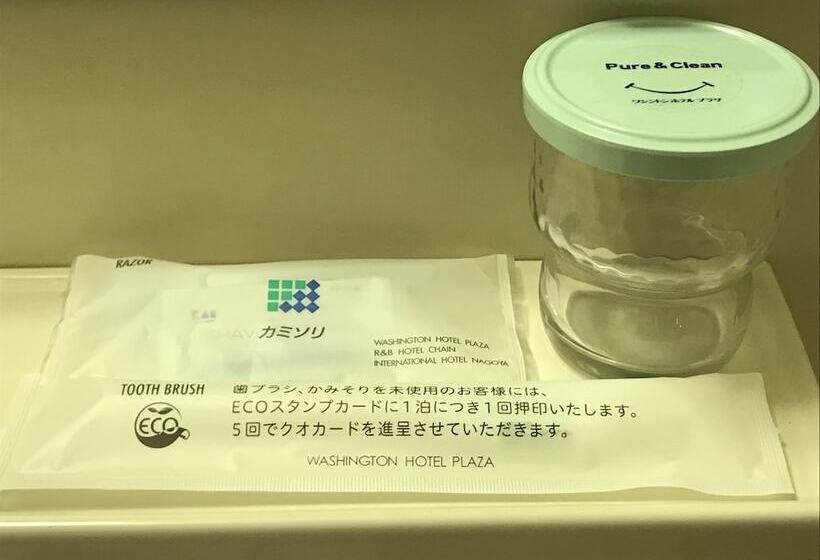 Pure & Clean
ワシントンホテルプラザ
RAZOR
カミソリ
WASHINGTON HOTEL PLAZA
R&B HOTEL CHAIN
INTERNATIONAL HOTEL NAGOYA
TOOTH BRUSH
ECO
歯ブラシ、かみそりを未使用のお客様には、
ECOスタンプカードに1泊につき1回押印いたします。
5回でクオカードを進呈させていただきます。
WASHINGTON HOTEL PLAZA